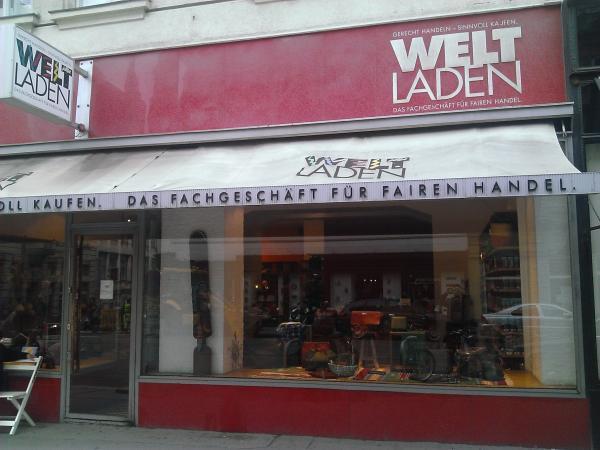 WELT
LADEN
GERECHT HANDELN - SINNVOLL KAUFEN.
WELT
LADEN
DAS FACHGESCHÄFT FÜR FAIREN HANDEL.
WELT
LADEN
OLL KAUFEN. DAS FACHGESCHÄFT FÜR FAIREN HANDEL.